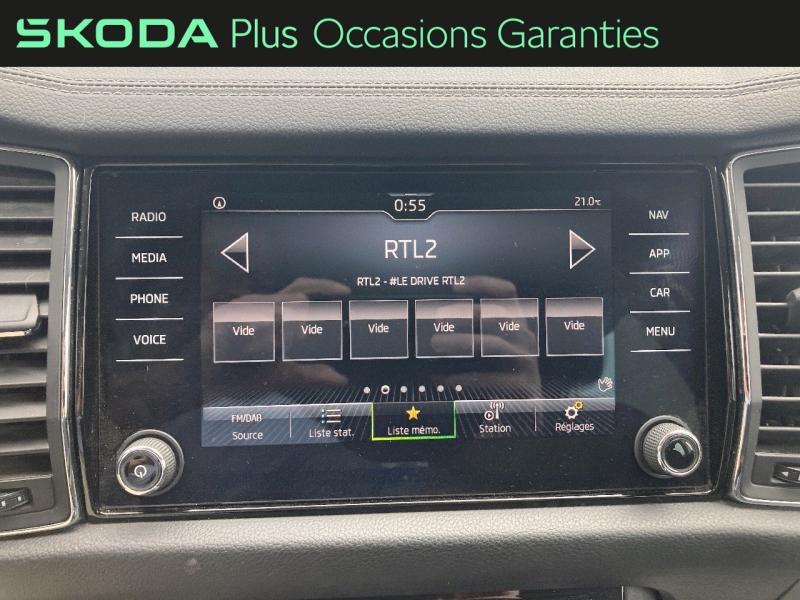 SKODA Plus Occasions Garanties
RADIO
MEDIA
PHONE
VOICE
0:55
21.0°c
RTL2
RTL2 - #LE DRIVE RTL2
Vide Vide Vide Vide Vide Vide
FM/DAB
Source
Liste stat.
Liste mémo.
Station
Réglages
NAV
APP
CAR
MENU